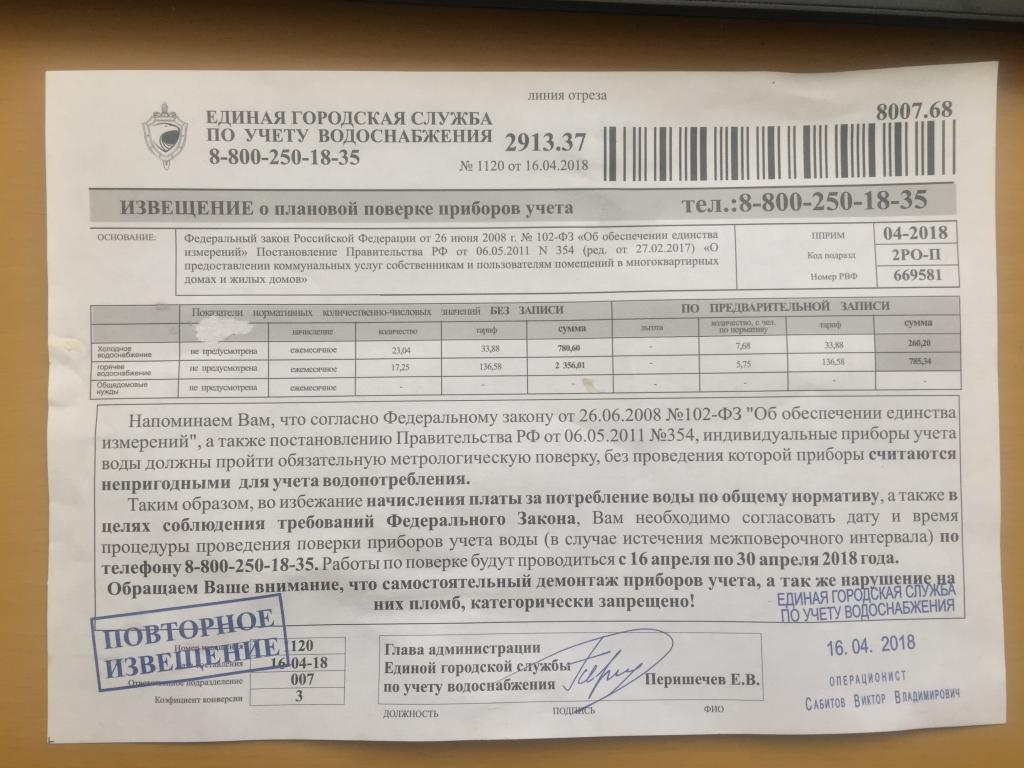 линия отреза
ЕДИНАЯ ГОРОДСКАЯ СЛУЖБА
ПО УЧЕТУ ВОДОСНАБЖЕНИЯ
8-800-250-18-35
2913.37
№ 1120 от 16.04.2018
8007.68
ИЗВЕЩЕНИЕ о плановой поверке приборов учета
тел.:8-800-250-18-35
ОСНОВАНИЕ:
Федеральный закон Российской Федерации от 26 июня 2008 г. № 102-ФЗ «Об обеспечении единства
измерений» Постановление Правительства РФ от 06.05.2011 N 354 (ред. от 27.02.2017) «О
предоставлении коммунальных услуг собственникам и пользователям помещений в многоквартирных
домах и жилых домов»
ППРИМ 04-2018
Код подразд 2РО-П
Номер РВФ 669581
Показатели нормативных количественно-числовых значений БЕЗ ЗАПИСИ
ПО ПРЕДВАРИТЕЛЬНОЙ ЗАПИСИ
начисление количество тариф сумма льгота количество, с чел. по нормативу тариф сумма
Холодное водоснабжение не предусмотрена ежемесячное 23,04 33,88 780,60 - 7,68 33,88 260,20
горячее водоснабжение не предусмотрена ежемесячное 17,25 136,58 2 356,01 - 5,75 136,58 785,34
Общедомовые нужды не предусмотрена ежемесячное - - - - - - -
Напоминаем Вам, что согласно Федеральному закону от 26.06.2008 №102-ФЗ "Об обеспечении единства
измерений", а также постановлению Правительства РФ от 06.05.2011 №354, индивидуальные приборы учета
воды должны пройти обязательную метрологическую поверку, без проведения которой приборы считаются
непригодными для учета водопотребления.
Таким образом, во избежание начисления платы за потребление воды по общему нормативу, а также в
целях соблюдения требований Федерального Закона, Вам необходимо согласовать дату и время
процедуры проведения поверки приборов учета воды (в случае истечения межповерочного интервала) по
телефону 8-800-250-18-35. Работы по поверке будут проводиться с 16 апреля по 30 апреля 2018 года.
Обращаем Ваше внимание, что самостоятельный демонтаж приборов учета, а так же нарушение на
них пломб, категорически запрещено!
ЕДИНАЯ ГОРОДСКАЯ СЛУЖБА
ПО УЧЕТУ ВОДОСНАБЖЕНИЯ
16. 04. 2018
ОПЕРАЦИОНИСТ
САБИТОВ ВИКТОР ВЛАДИМИРОВИЧ
ПОВТОРНОЕ
ИЗВЕЩЕНИЕ
Номер 120
16-04-18
подразделение 007
Коэфициент конверсии 3
Глава администрации
Единой городской службы
по учету водоснабжения
Перишечев Е.В.
ДОЛЖНОСТЬ ПОДПИСЬ ФИО